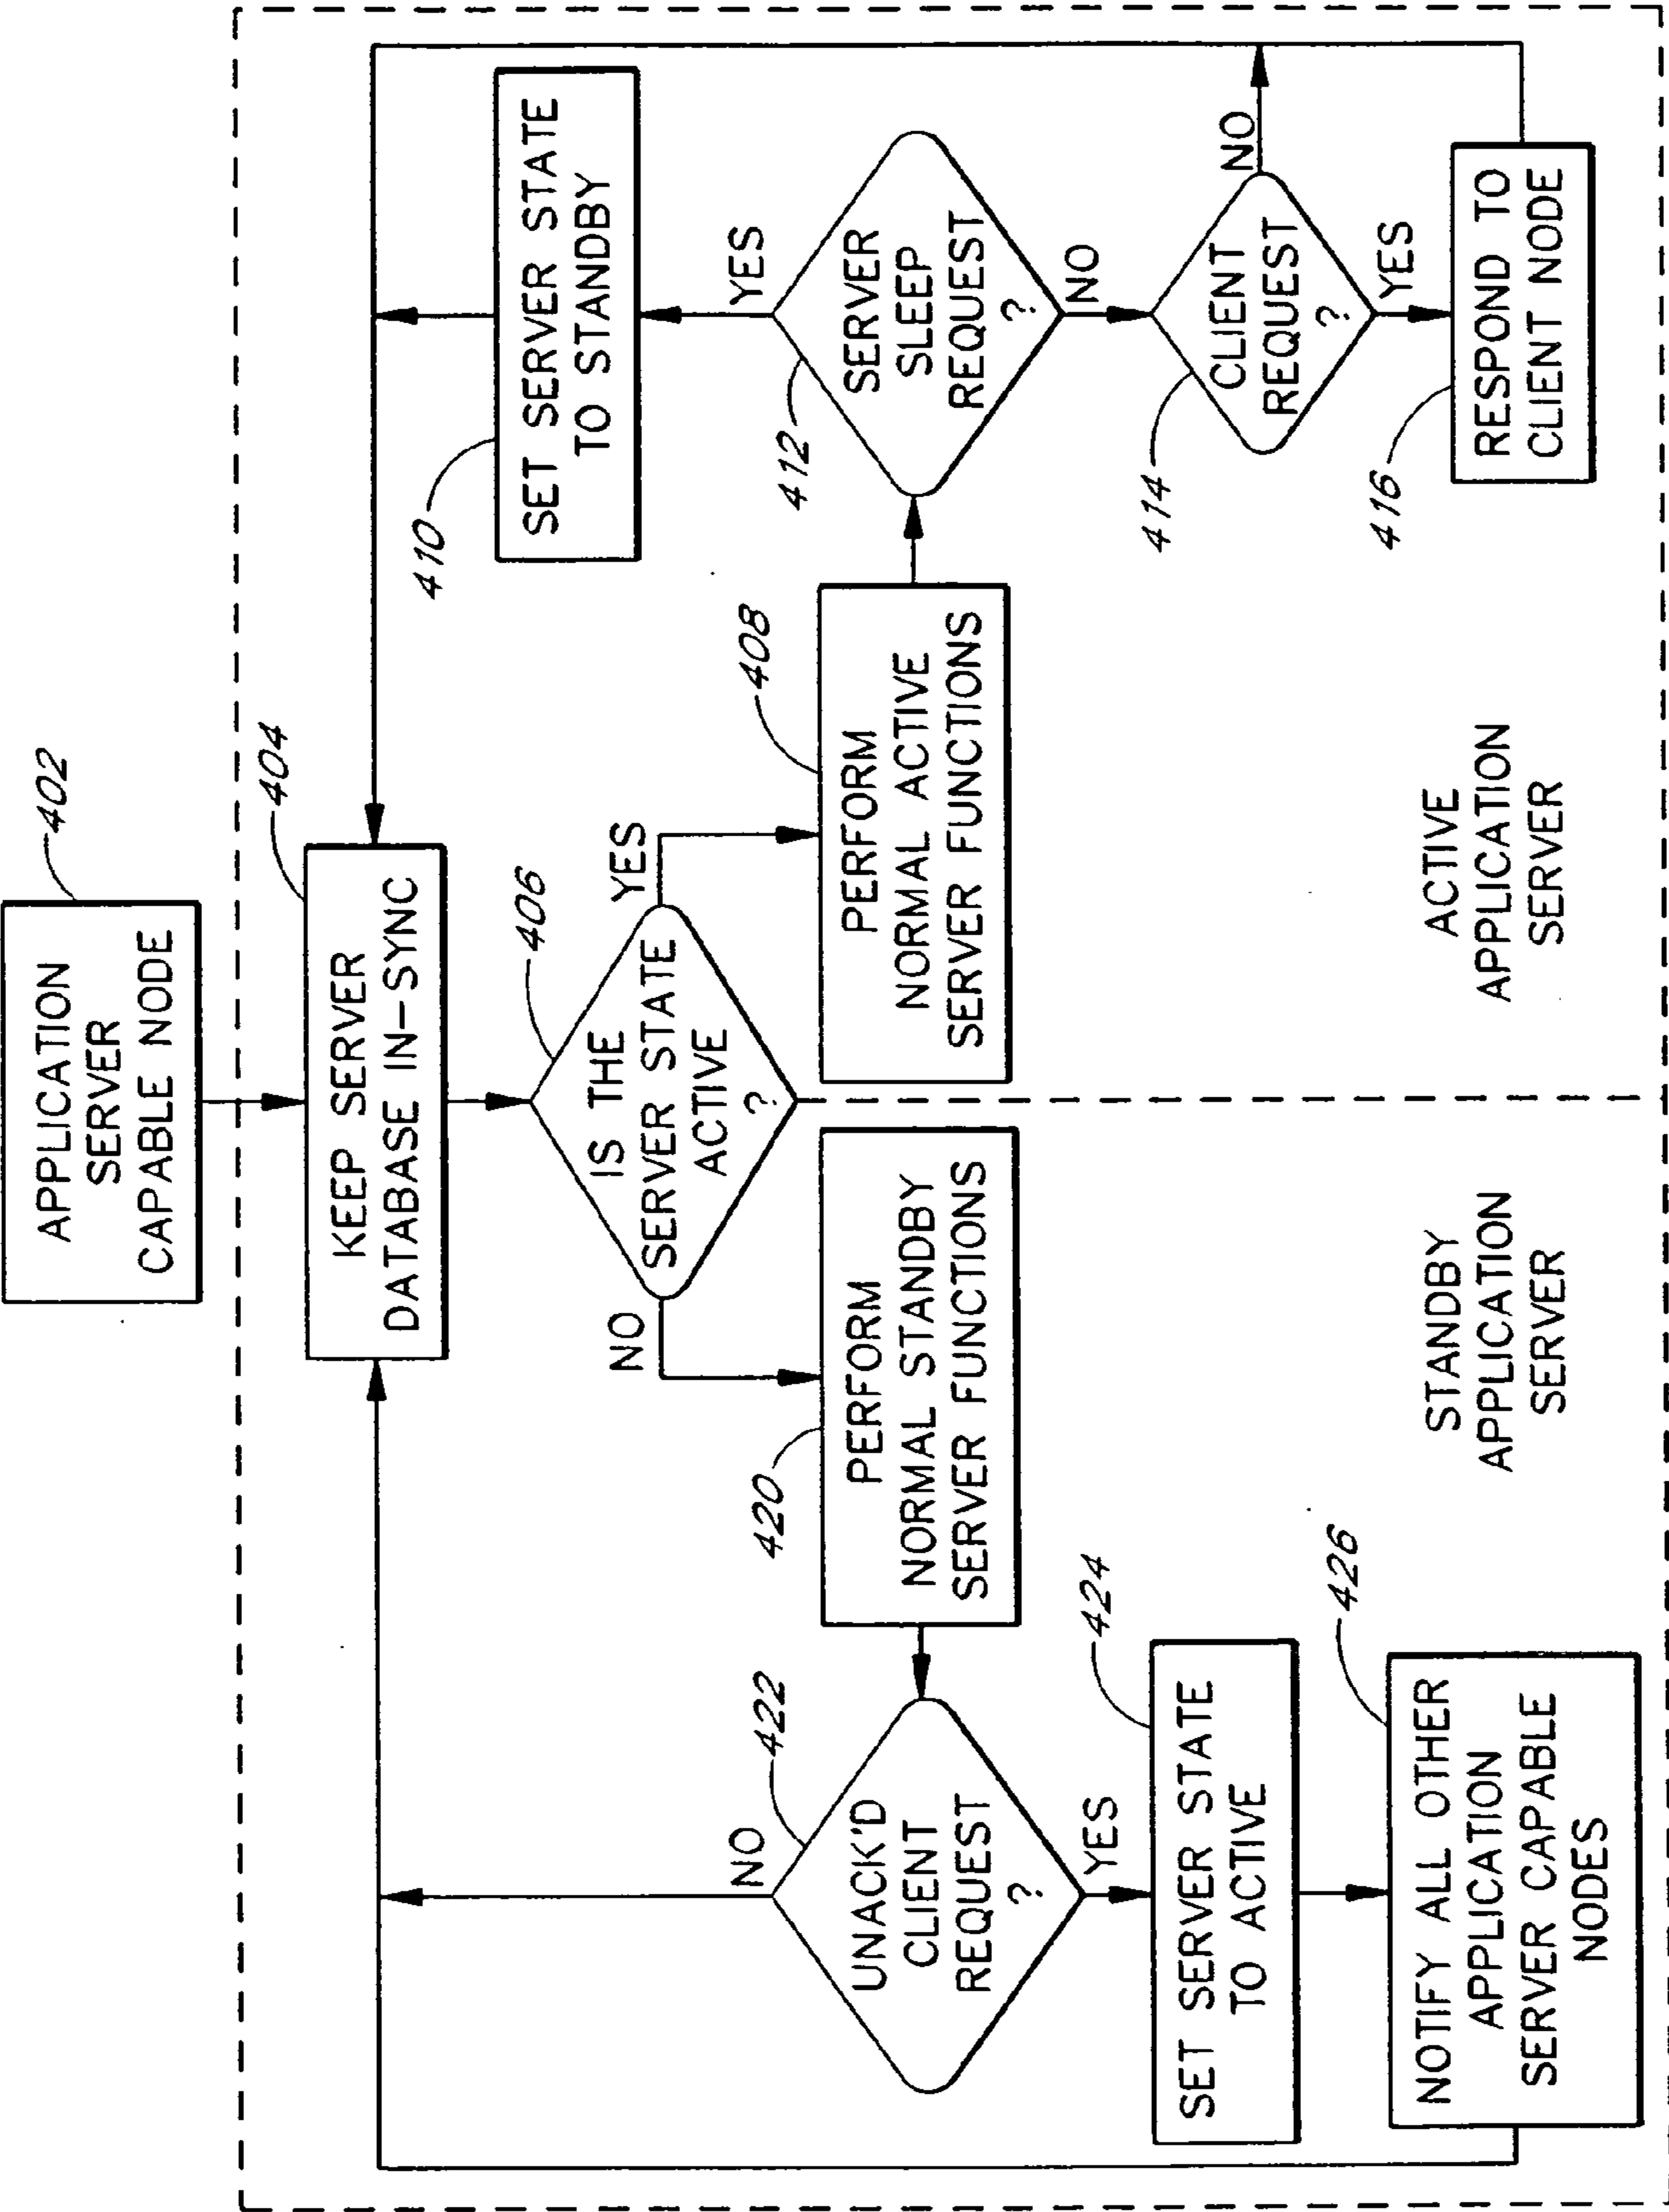 APPLICATION
SERVER
CAPABLE NODE
402
KEEP SERVER
DATABASE IN-SYNC
404
IS THE
SERVER STATE
ACTIVE
?
406
NO
YES
PERFORM
NORMAL STANDBY
SERVER FUNCTIONS
420
UNACK'D
CLIENT
REQUEST
?
422
NO
YES
SET SERVER STATE
TO ACTIVE
424
NOTIFY ALL OTHER
APPLICATION
SERVER CAPABLE
NODES
426
STANDBY
APPLICATION
SERVER
PERFORM
NORMAL ACTIVE
SERVER FUNCTIONS
408
SET SERVER STATE
TO STANDBY
410
YES
SERVER
SLEEP
REQUEST
?
412
NO
CLIENT
REQUEST
?
414
NO
YES
RESPOND TO
CLIENT NODE
416
ACTIVE
APPLICATION
SERVER